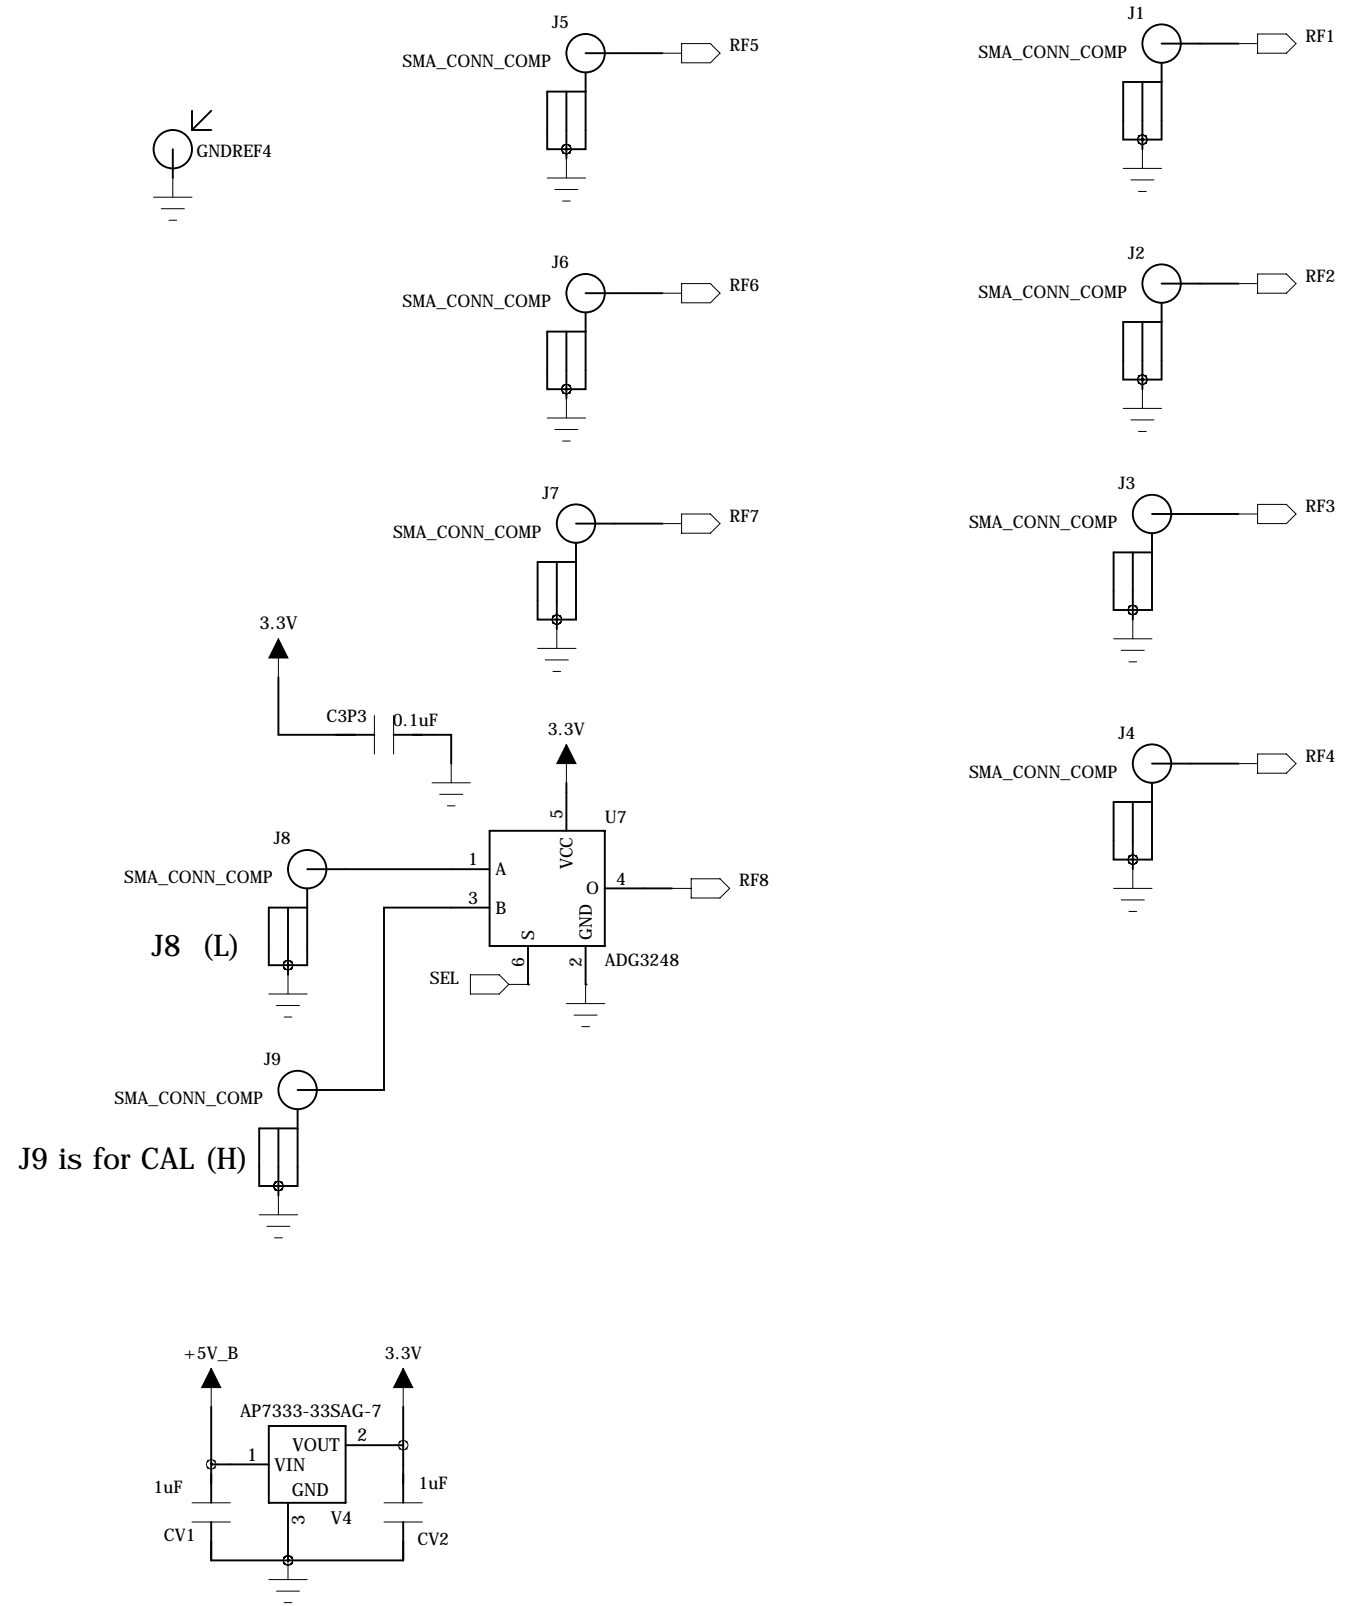 J5
SMA_CONN_COMP
RF5
J1
SMA_CONN_COMP
RF1
GNDREF4
J6
SMA_CONN_COMP
RF6
J2
SMA_CONN_COMP
RF2
J7
SMA_CONN_COMP
RF7
J3
SMA_CONN_COMP
RF3
3.3V
C3P3
0.1uF
3.3V
J4
SMA_CONN_COMP
RF4
5
U7
VCC
J8
SMA_CONN_COMP
1
A
O
4
RF8
3
B
J8 (L)
S
GND
6
2
ADG3248
SEL
J9
SMA_CONN_COMP
J9 is for CAL (H)
+5V_B
3.3V
AP7333-33SAG-7
VOUT
2
1
VIN
GND
1uF
1uF
3
V4
CV1
CV2